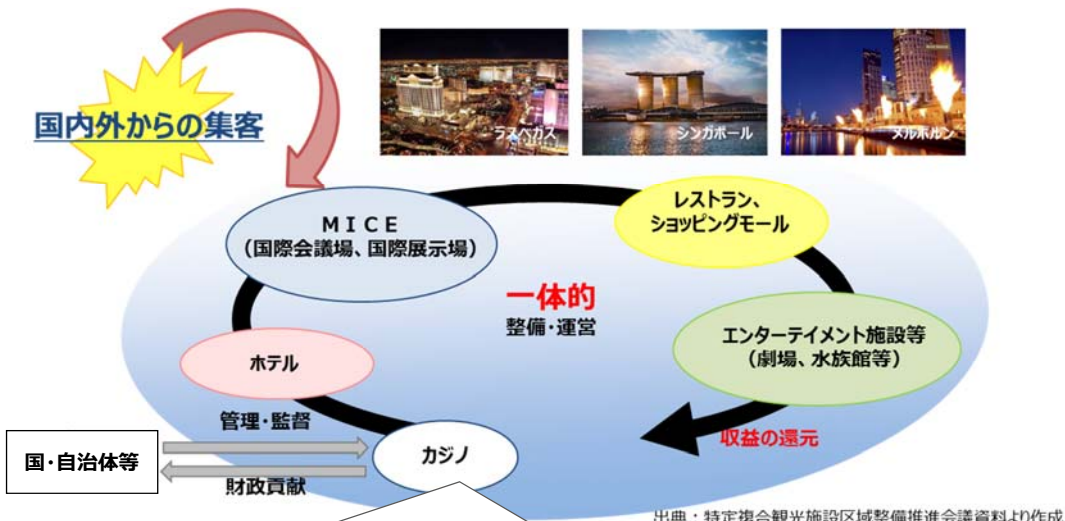 国内外からの集客
ラスベガス
シンガポール
メルボルン
ＭＩＣＥ
（国際会議場、国際展示場）
レストラン、
ショッピングモール
一体的
整備・運営
エンターテイメント施設等
（劇場、水族館等）
ホテル
管理・監督
国・自治体等
カジノ
収益の還元
財政貢献
出典：特定複合観光施設区域整備推進会議資料より作成